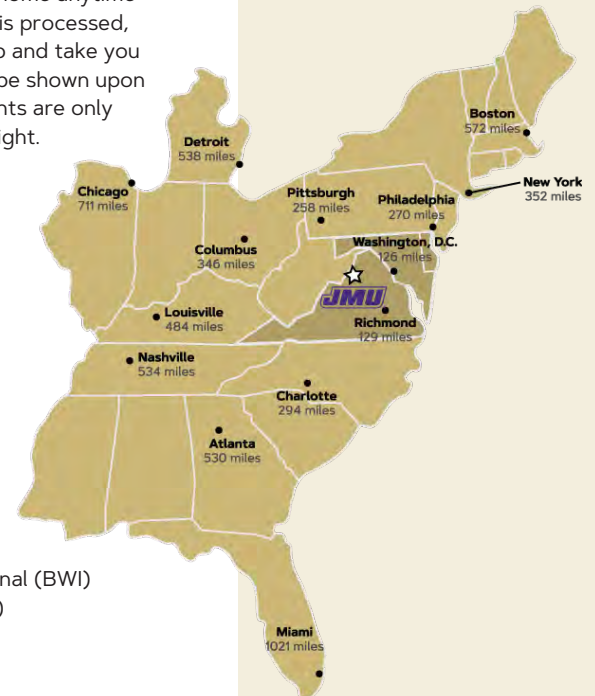 ome anytime
is processed,
o and take you
be shown upon
nts are only
ight.
Boston
572 miles
Detroit
538 miles
New York
352 miles
Chicago
711 miles
Pittsburgh
258 miles
Philadelphia
270 miles
Washington, D.C.
126 miles
Columbus
346 miles
JMU
Louisville
484 miles
Richmond
129 miles
Nashville
534 miles
Charlotte
294 miles
Atlanta
530 miles
nal (BWI)
)
Miami
1021 miles